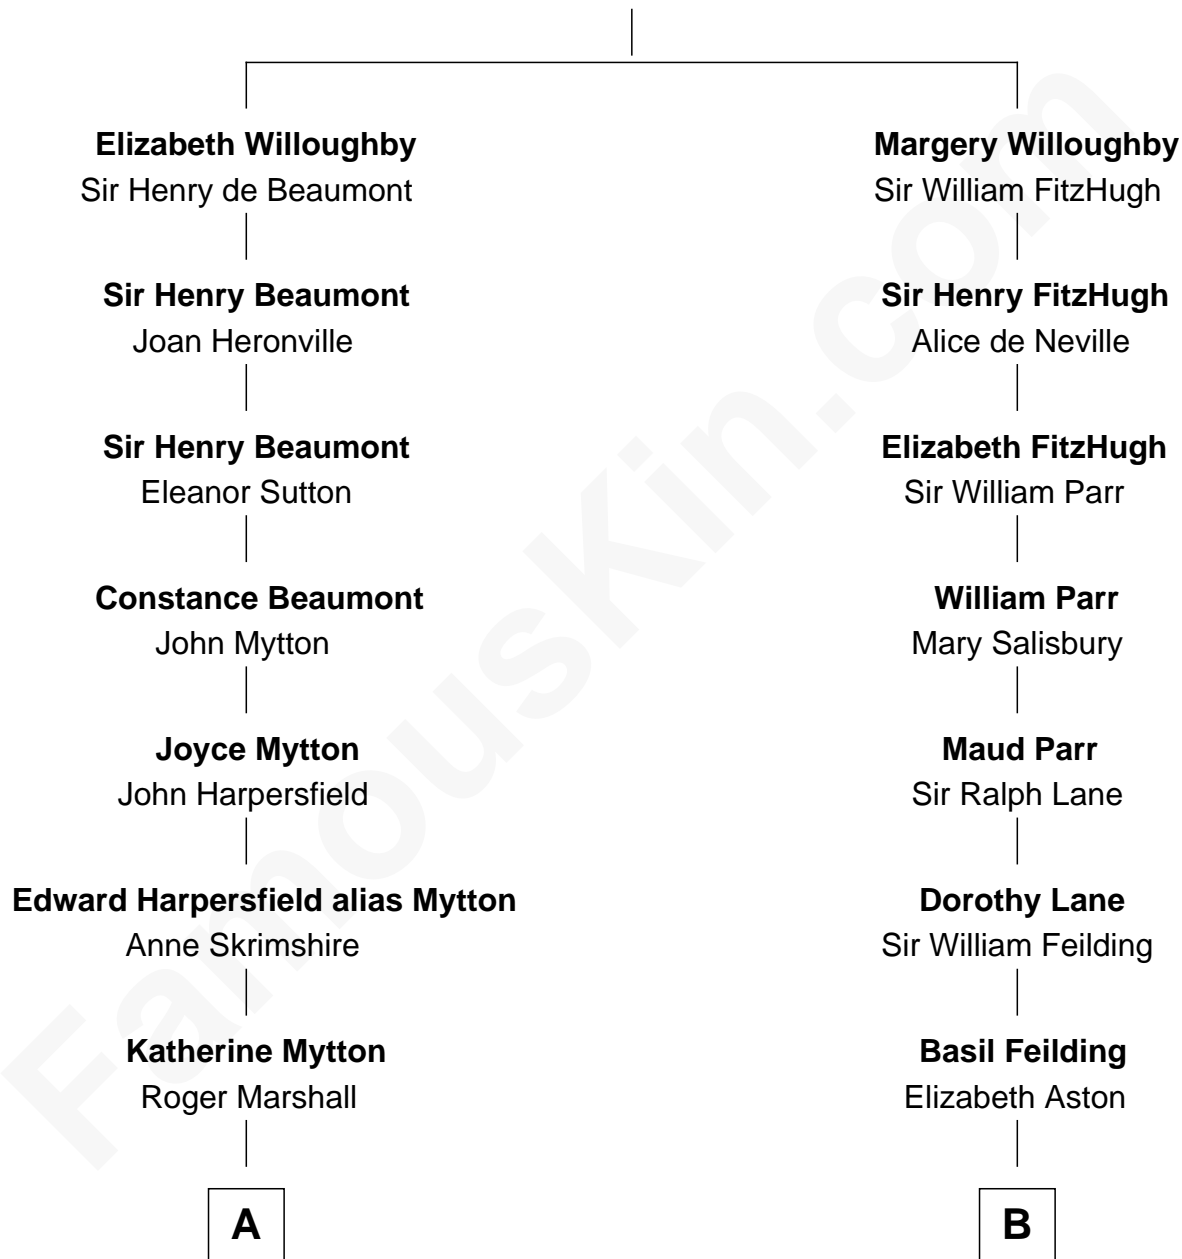 Elizabeth Willoughby
Sir Henry de Beaumont
Sir Henry Beaumont
Joan Heronville
Sir Henry Beaumont
Eleanor Sutton
Constance Beaumont
John Mytton
Joyce Mytton
John Harpersfield
Edward Harpersfield alias Mytton
Anne Skrimshire
Katherine Mytton
Roger Marshall
A
Margery Willoughby
Sir William FitzHugh
Sir Henry FitzHugh
Alice de Neville
Elizabeth FitzHugh
Sir William Parr
William Parr
Mary Salisbury
Maud Parr
Sir Ralph Lane
Dorothy Lane
Sir William Feilding
Basil Feilding
Elizabeth Aston
B
FamousKin.com